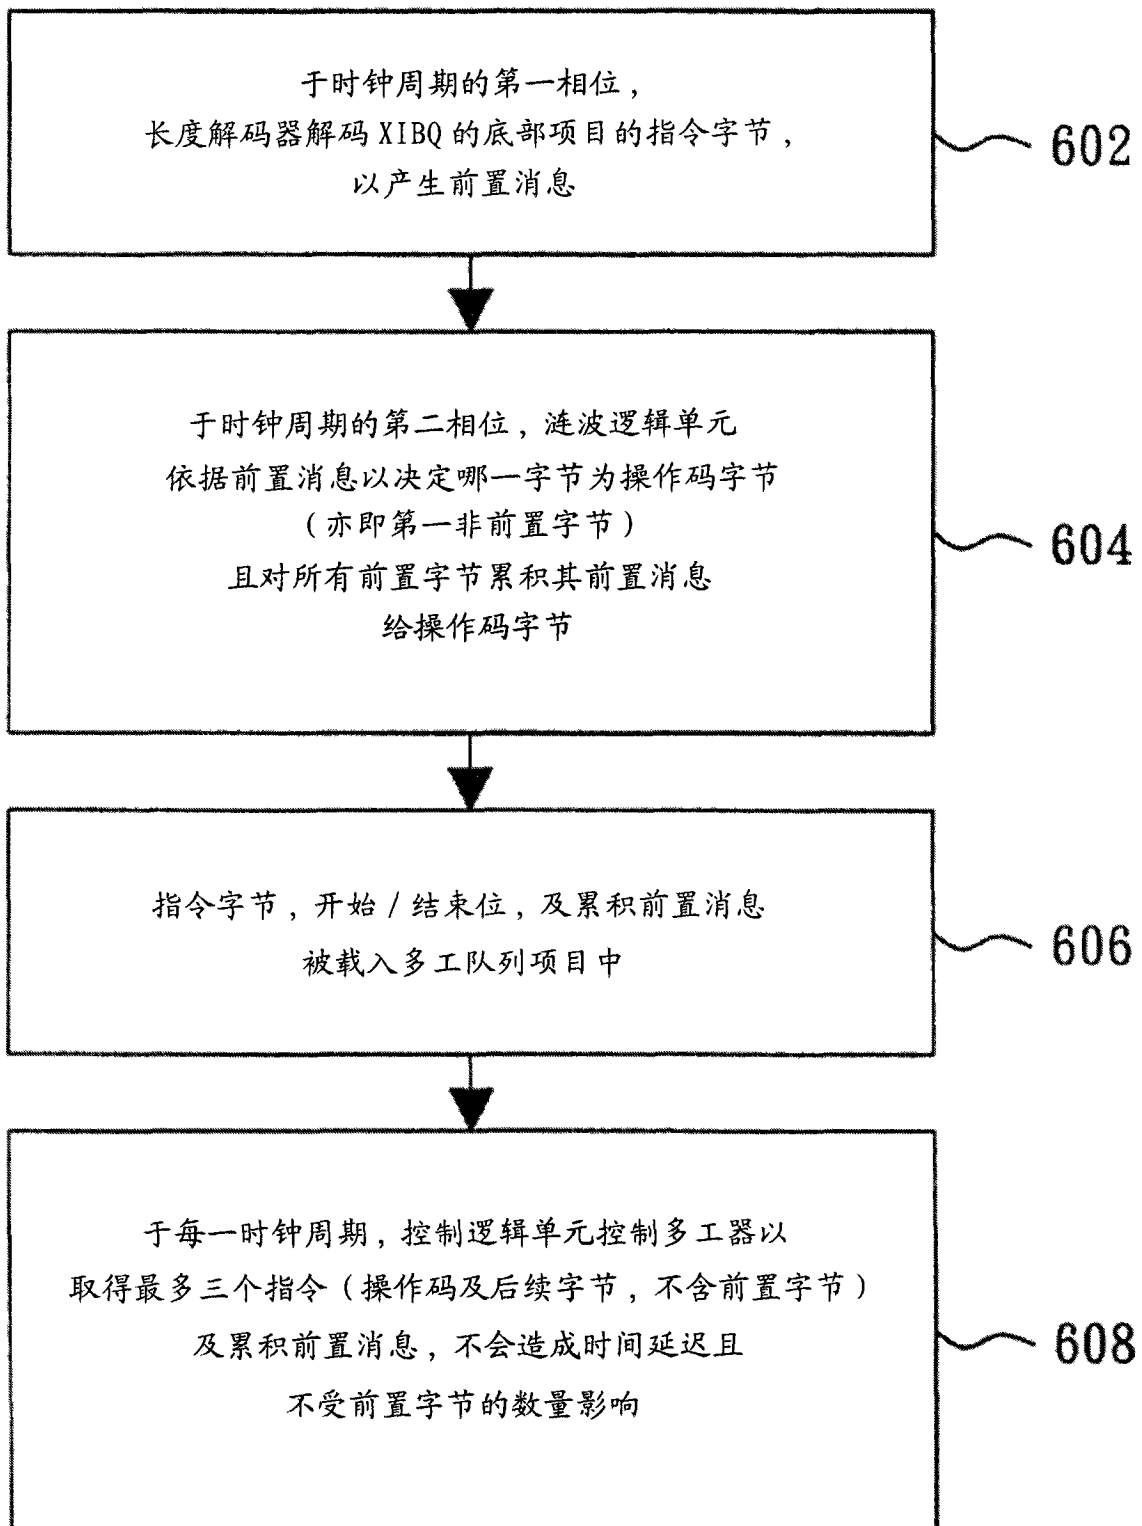 于时钟周期的第一相位,
长度解码器解码 XIBQ 的底部项目的指令字节,
以产生前置消息
602
于时钟周期的第二相位,涟波逻辑单元
依据前置消息以决定哪一字节为操作码字节
(亦即第一非前置字节)
且对所有前置字节累积其前置消息
给操作码字节
604
指令字节,开始/结束位,及累积前置消息
被载入多工队列项目中
606
于每一时钟周期,控制逻辑单元控制多工器以
取得最多三个指令(操作码及后续字节,不含前置字节)
及累积前置消息,不会造成时间延迟且
不受前置字节的数量影响
608